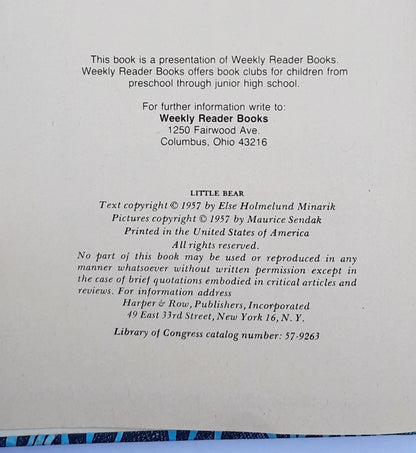 This book is a presentation of Weekly Reader Books.
Weekly Reader Books offers book clubs for children from
preschool through junior high school.
For further information write to:
Weekly Reader Books
1250 Fairwood Ave.
Columbus, Ohio 43216
LITTLE BEAR
Text copyright © 1957 by Else Holmelund Minarik
Pictures copyright © 1957 by Maurice Sendak
Printed in the United States of America
All rights reserved.
No part of this book may be used or reproduced in any
manner whatsoever without written permission except in
the case of brief quotations embodied in critical articles and
reviews. For information address
Harper & Row, Publishers, Incorporated
49 East 33rd Street, New York 16, N. Y.
Library of Congress catalog number: 57-9263